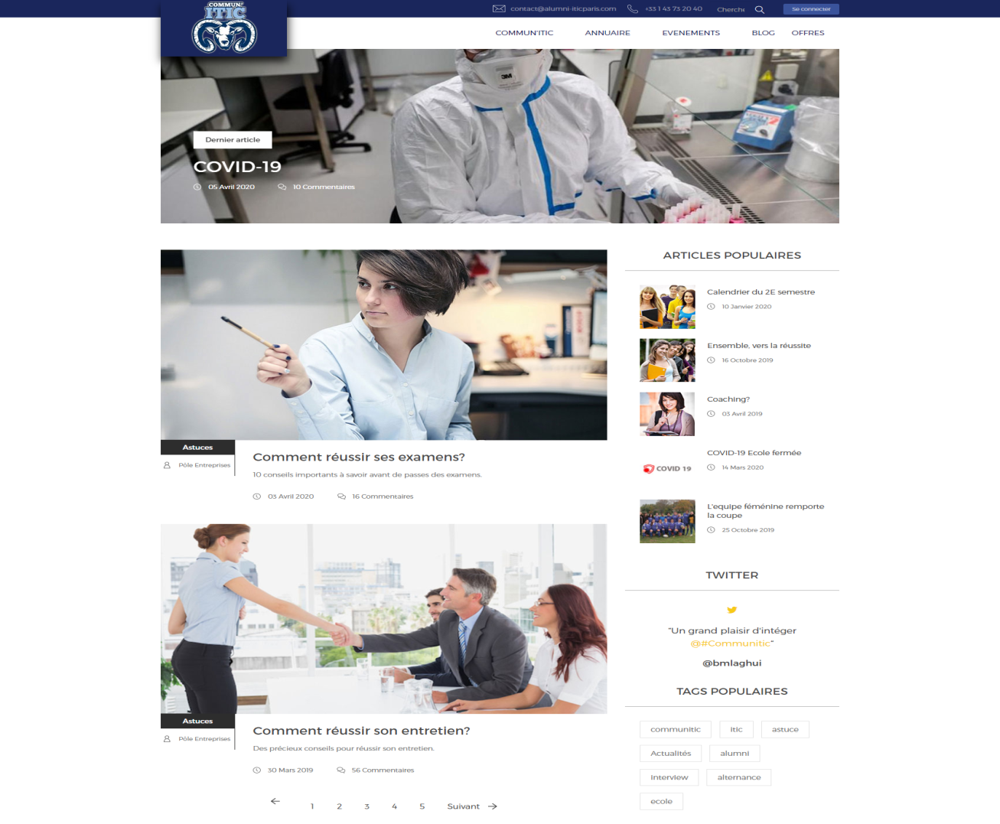 COMMUN'
ITIC
contact@alumni-iticparis.com
+33 1 43 73 20 40
Cherche
Se connecter
COMMUN'ITIC
ANNUAIRE
EVENEMENTS
BLOG
OFFRES
3M
Dernier article
COVID-19
05 Avril 2020
10 Commentaires
Astuces
Pôle Entreprises
Comment réussir ses examens?
10 conseils importants à savoir avant de passes des examens.
03 Avril 2020
16 Commentaires
Astuces
Pôle Entreprises
Comment réussir son entretien?
Des précieux conseils pour réussir son entretien.
30 Mars 2019
56 Commentaires
1 2 3 4 5 Suivant
ARTICLES POPULAIRES
Calendrier du 2E semestre
10 Janvier 2020
Ensemble, vers la réussite
16 Octobre 2019
Coaching?
03 Avril 2019
COVID 19
COVID-19 Ecole fermée
14 Mars 2020
L'equipe féménine remporte
la coupe
25 Octobre 2019
TWITTER
"Un grand plaisir d'intéger
@#Communitic"
@bmlaghui
TAGS POPULAIRES
communitic
itic
astuce
Actualités
alumni
interview
alternance
ecole